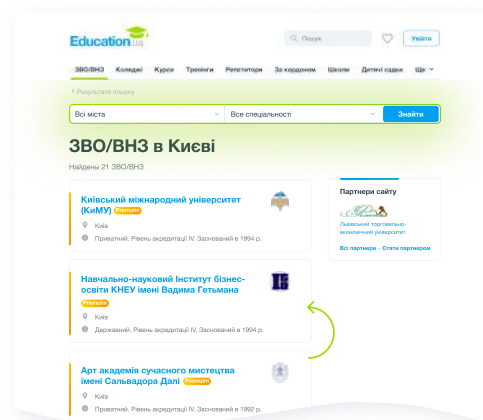 Education.ua
Пошук
Увійти
ЗВО/ВНЗ Коледжі Курси Тренінги Репетитори За кордоном Школи Дитячі садки Ще
Результати пошуку
Всі міста Все спеціальності Знайти
ЗВО/ВНЗ в Києві
Найдены 21 ЗВО/ВНЗ
Київський міжнародний університет
(КиМУ) Premium
Київ
Приватний. Рівень акредитації IV. Заснований в 1994 р.
Партнери сайту
Львівський торговельно-
економічний університет
Всі партнери - Стати партнером
Навчально-науковий Інститут бізнес-
освіти КНЕУ імені Вадима Гетьмана
Premium
Київ
Державний. Рівень акредитації IV. Заснований в 1994 р.
Арт академія сучасного мистецтва
імені Сальвадора Далі Premium
Київ
Приватний. Рівень акредитації IV. Заснований в 1992 р.